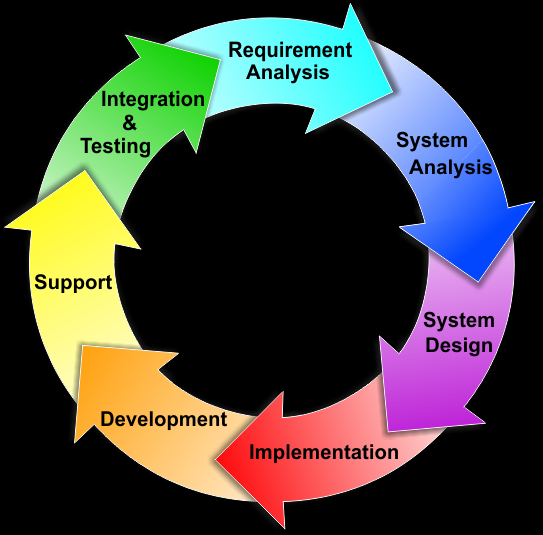 Requirement
Analysis
System
Analysis
System
Design
Implementation
Development
Support
Integration
&
Testing